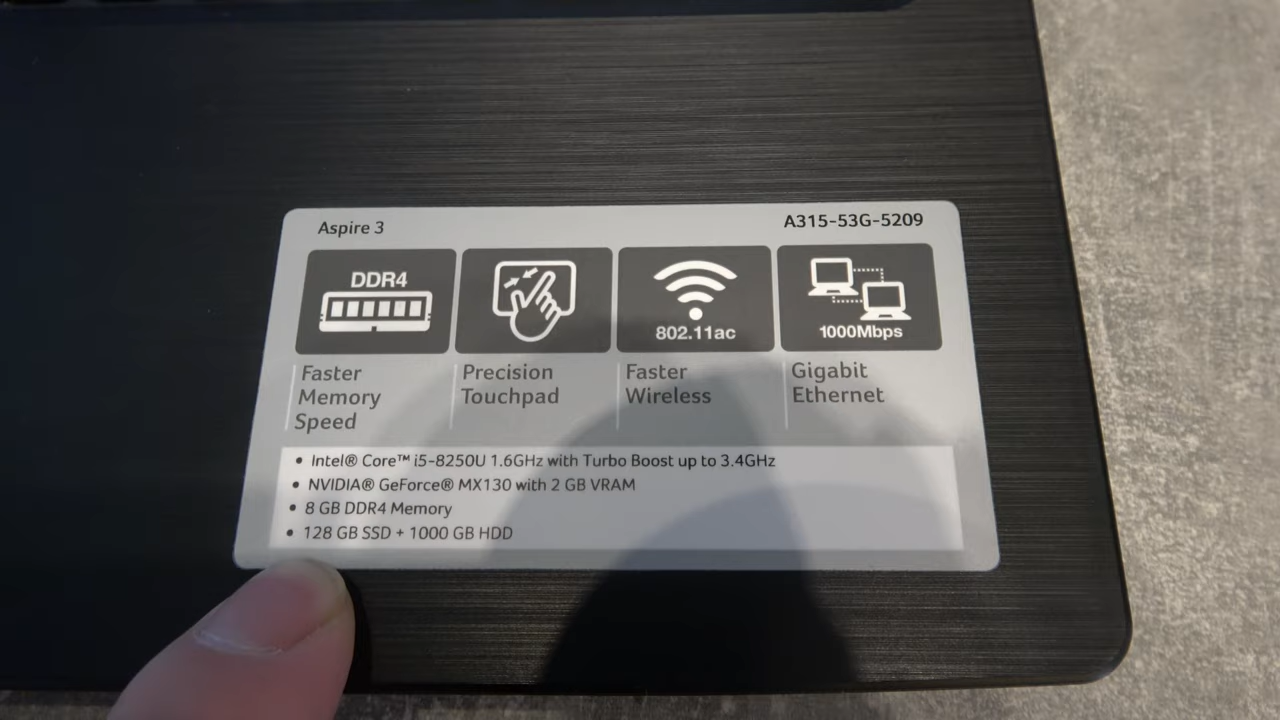 Aspire 3
A315-53G-5209
DDR4
802.11ac
1000Mbps
Faster
Memory
Speed
Precision
Touchpad
Faster
Wireless
Gigabit
Ethernet
• Intel® Core™ i5-8250U 1.6GHz with Turbo Boost up to 3.4GHz
• NVIDIA® GeForce® MX130 with 2 GB VRAM
• 8 GB DDR4 Memory
• 128 GB SSD + 1000 GB HDD